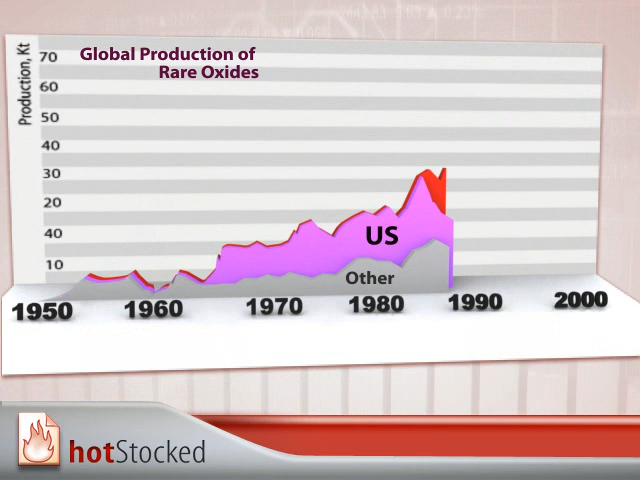 Global Production of
Rare Oxides
Production, Kt
70
60
50
40
30
20
40
10
US
Other
1950 1960 1970 1980 1990 2000
hotStocked